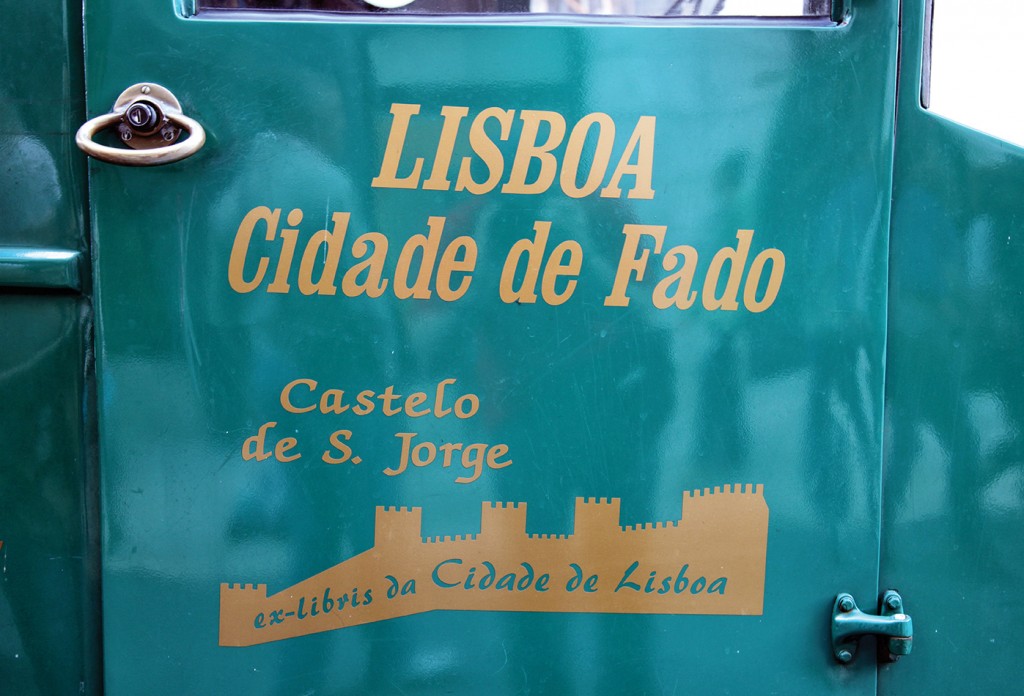 LISBOA
Cidade de Fado
Castelo
de S. Jorge
ex-libris da Cidade de Lisboa